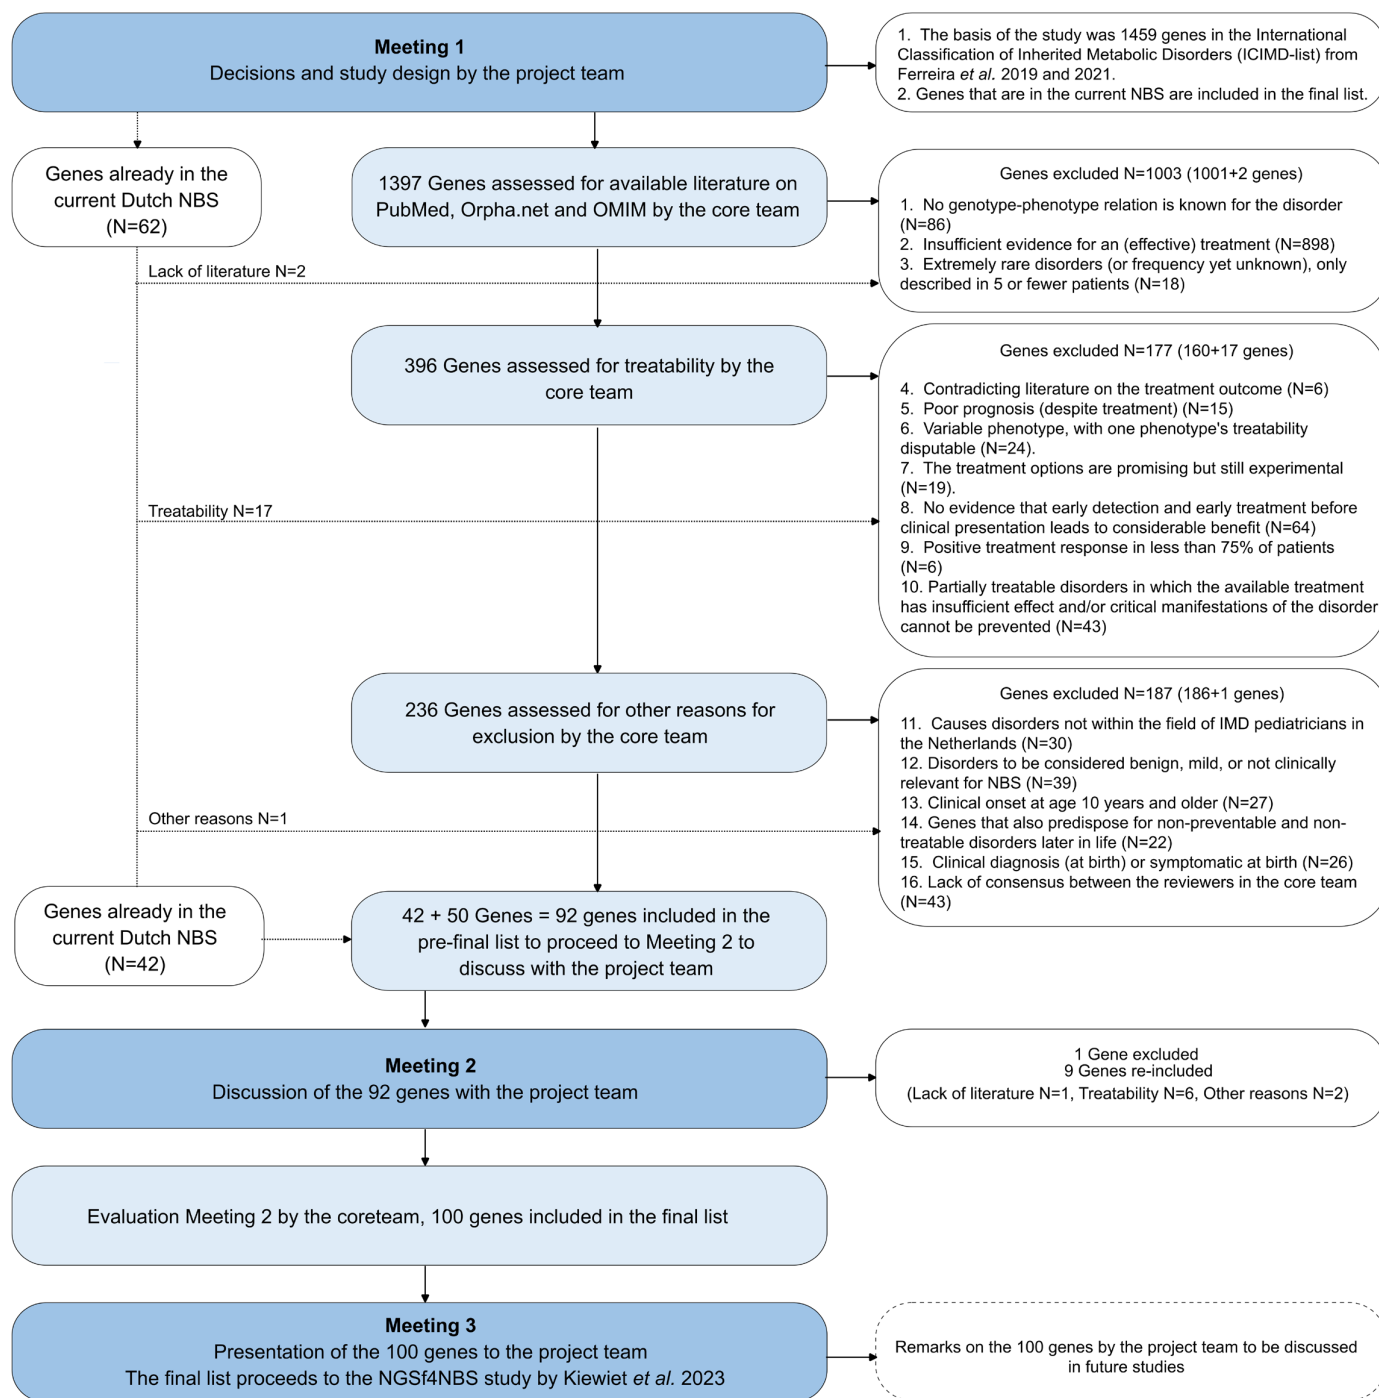 Meeting 1
Decisions and study design by the project team
1. The basis of the study was 1459 genes in the International
Classification of Inherited Metabolic Disorders (ICIMD-list) from
Ferreira et al. 2019 and 2021.
2. Genes that are in the current NBS are included in the final list.
Genes already in the
current Dutch NBS
(N=62)
1397 Genes assessed for available literature on
PubMed, Orpha.net and OMIM by the core team
Genes excluded N=1003 (1001+2 genes)
1. No genotype-phenotype relation is known for the disorder
(N=86)
2. Insufficient evidence for an (effective) treatment (N=898)
3. Extremely rare disorders (or frequency yet unknown), only
described in 5 or fewer patients (N=18)
Lack of literature N=2
396 Genes assessed for treatability by the
core team
Genes excluded N=177 (160+17 genes)
4. Contradicting literature on the treatment outcome (N=6)
5. Poor prognosis (despite treatment) (N=15)
6. Variable phenotype, with one phenotype's treatability
disputable (N=24).
7. The treatment options are promising but still experimental
(N=19).
8. No evidence that early detection and early treatment before
clinical presentation leads to considerable benefit (N=64)
9. Positive treatment response in less than 75% of patients
(N=6)
10. Partially treatable disorders in which the available treatment
has insufficient effect and/or critical manifestations of the disorder
cannot be prevented (N=43)
Treatability N=17
236 Genes assessed for other reasons for
exclusion by the core team
Genes excluded N=187 (186+1 genes)
11. Causes disorders not within the field of IMD pediatricians in
the Netherlands (N=30)
12. Disorders to be considered benign, mild, or not clinically
relevant for NBS (N=39)
13. Clinical onset at age 10 years and older (N=27)
14. Genes that also predispose for non-preventable and non-
treatable disorders later in life (N=22)
15. Clinical diagnosis (at birth) or symptomatic at birth (N=26)
16. Lack of consensus between the reviewers in the core team
(N=43)
Other reasons N=1
Genes already in the
current Dutch NBS
(N=42)
42 + 50 Genes = 92 genes included in the
pre-final list to proceed to Meeting 2 to
discuss with the project team
Meeting 2
Discussion of the 92 genes with the project team
1 Gene excluded
9 Genes re-included
(Lack of literature N=1, Treatability N=6, Other reasons N=2)
Evaluation Meeting 2 by the coreteam, 100 genes included in the final list
Meeting 3
Presentation of the 100 genes to the project team
The final list proceeds to the NGSf4NBS study by Kiewiet et al. 2023
Remarks on the 100 genes by the project team to be discussed
in future studies